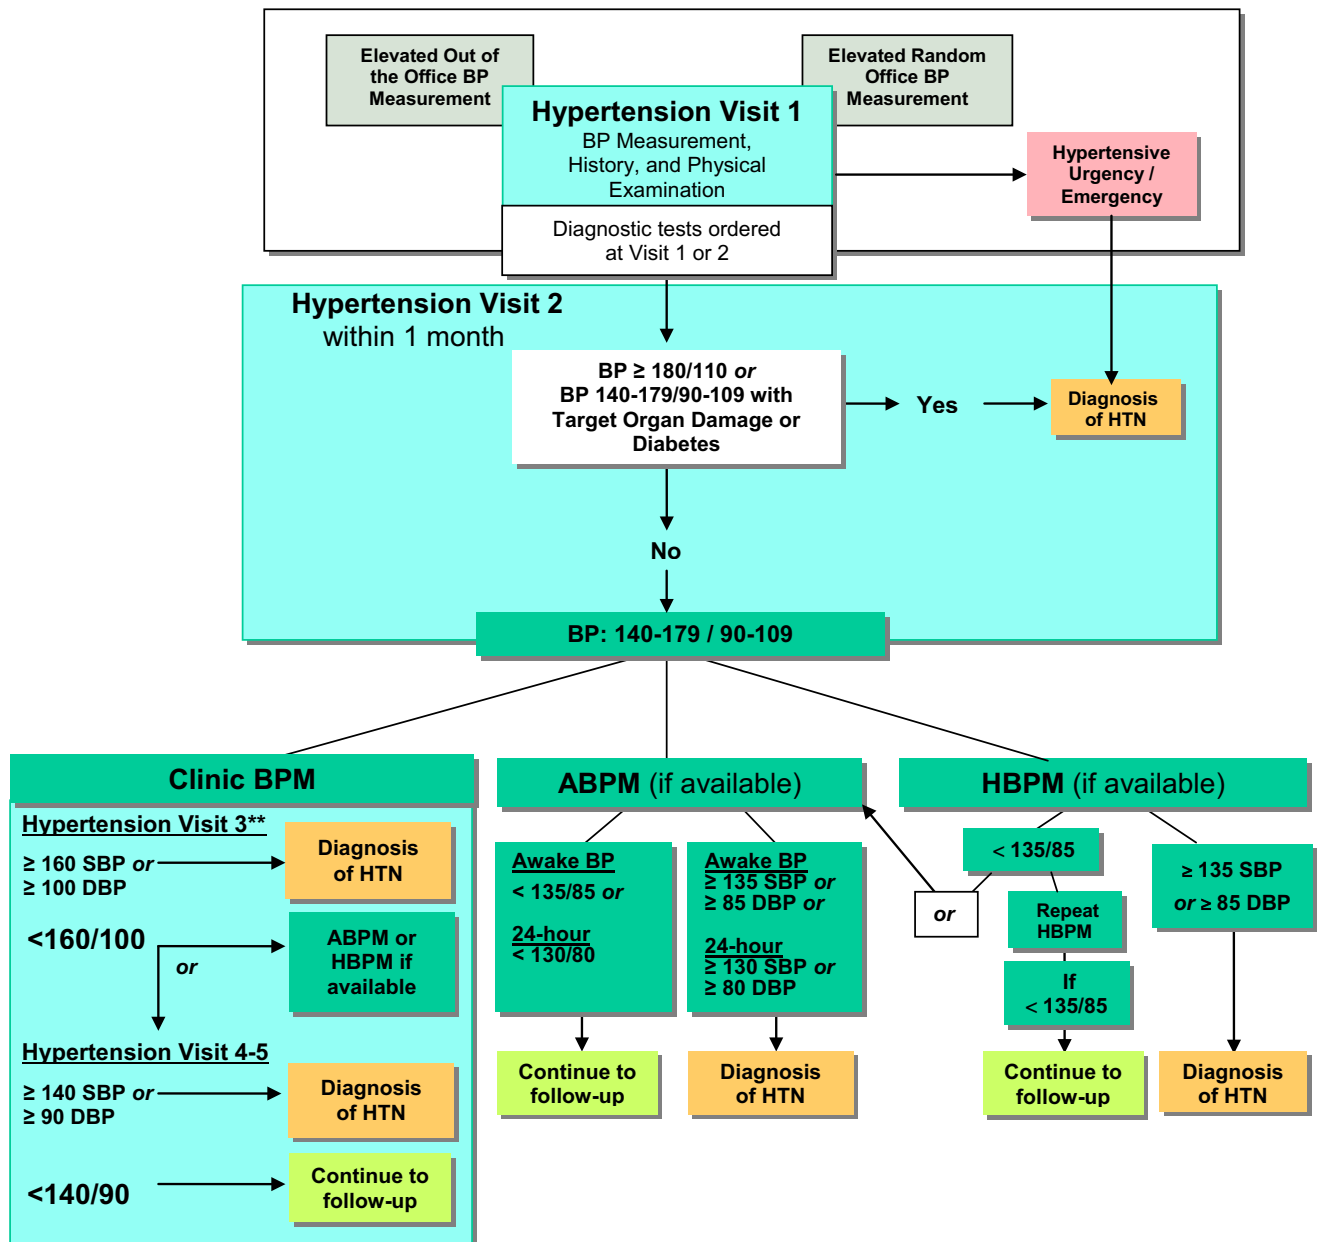 Elevated Out of
the Office BP
Measurement
Elevated Random
Office BP
Measurement
Hypertension Visit 1
BP Measurement,
History, and Physical
Examination
Diagnostic tests ordered
at Visit 1 or 2
Hypertensive
Urgency /
Emergency
Hypertension Visit 2
within 1 month
BP ≥ 180/110 or
BP 140-179/90-109 with
Target Organ Damage or
Diabetes
Yes
Diagnosis
of HTN
No
BP: 140-179 / 90-109
Clinic BPM
Hypertension Visit 3**
≥ 160 SBP or
≥ 100 DBP
Diagnosis
of HTN
<160/100
or
ABPM or
HBPM if
available
Hypertension Visit 4-5
≥ 140 SBP or
≥ 90 DBP
Diagnosis
of HTN
<140/90
Continue to
follow-up
ABPM (if available)
Awake BP
< 135/85 or
24-hour
< 130/80
Continue to
follow-up
Awake BP
≥ 135 SBP or
≥ 85 DBP or
24-hour
≥ 130 SBP or
≥ 80 DBP
Diagnosis
of HTN
HBPM (if available)
< 135/85
or
Repeat
HBPM
If
< 135/85
Continue to
follow-up
≥ 135 SBP
or ≥ 85 DBP
Diagnosis
of HTN